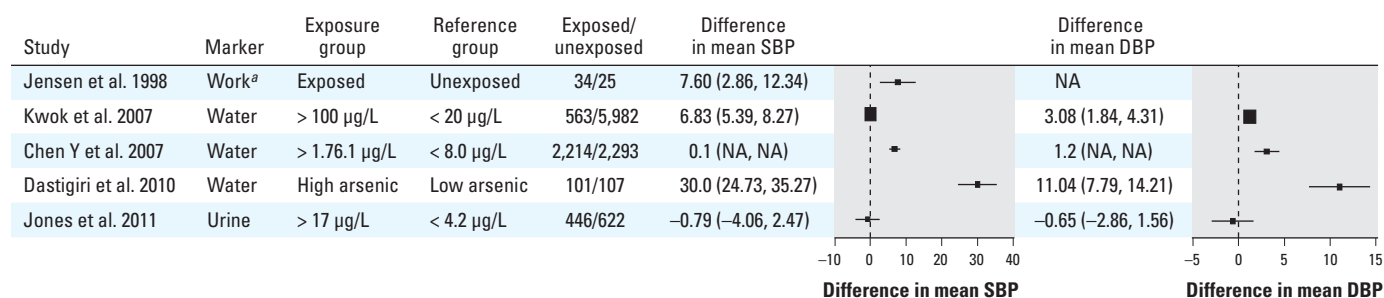 Study Marker Exposure group Reference group Exposed/ unexposed Difference in mean SBP Difference in mean DBP
Jensen et al. 1998 Workª Exposed Unexposed 34/25 7.60 (2.86, 12.34) NA
Kwok et al. 2007 Water > 100 µg/L < 20 µg/L 563/5,982 6.83 (5.39, 8.27) 3.08 (1.84, 4.31)
Chen Y et al. 2007 Water > 1.76.1 µg/L < 8.0 µg/L 2,214/2,293 0.1 (NA, NA) 1.2 (NA, NA)
Dastigiri et al. 2010 Water High arsenic Low arsenic 101/107 30.0 (24.73, 35.27) 11.04 (7.79, 14.21)
Jones et al. 2011 Urine > 17 µg/L < 4.2 µg/L 446/622 –0.79 (–4.06, 2.47) –0.65 (–2.86, 1.56)
–10 0 10 20 30 40 –5 0 5 10 15
Difference in mean SBP Difference in mean DBP